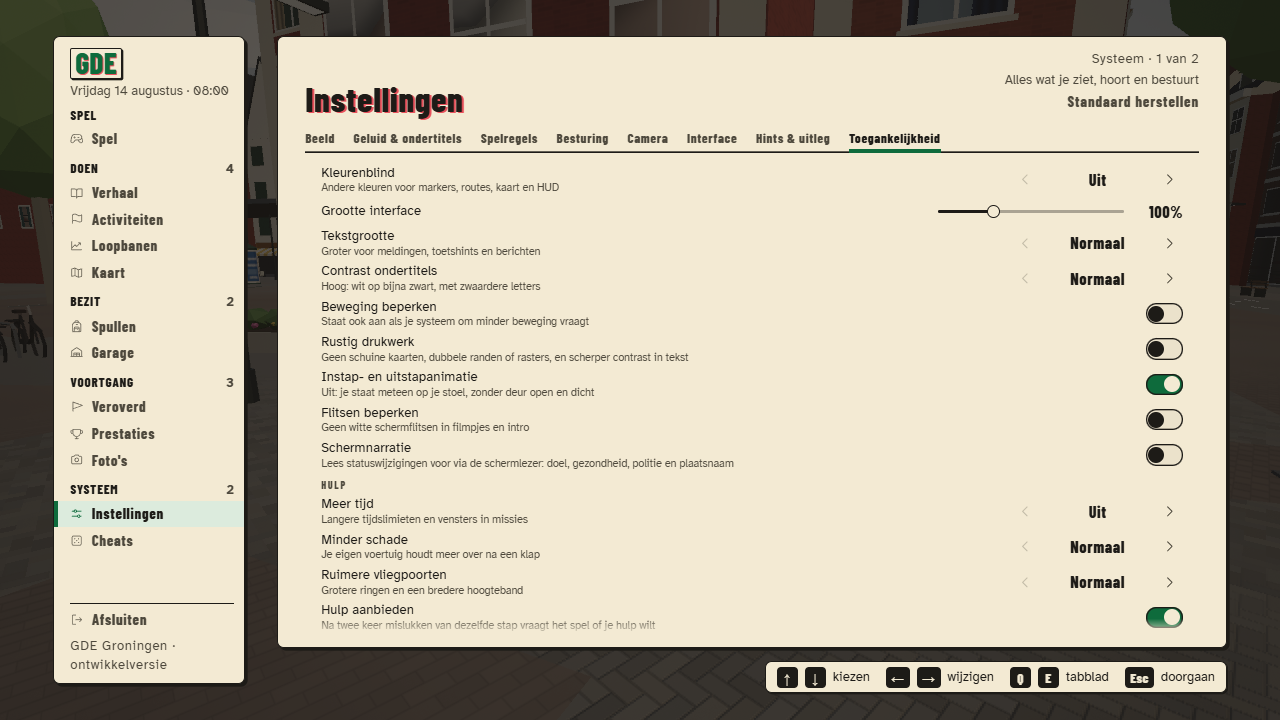 GDE
Vrijdag 14 augustus · 08:00
SPEL
Spel
DOEN 4
Verhaal
Activiteiten
Loopbanen
Kaart
BEZIT 2
Spullen
Garage
VOORTGANG 3
Veroverd
Prestaties
Foto's
SYSTEEM 2
Instellingen
Cheats
Afsluiten
GDE Groningen ·
ontwikkelversie
Systeem · 1 van 2
Alles wat je ziet, hoort en bestuurt
Standaard herstellen
Instellingen
Beeld Geluid & ondertitels Spelregels Besturing Camera Interface Hints & uitleg Toegankelijkheid
Kleurenblind
Andere kleuren voor markers, routes, kaart en HUD
Uit
Grootte interface
100%
Tekstgrootte
Groter voor meldingen, toetshints en berichten
Normaal
Contrast ondertitels
Hoog: wit op bijna zwart, met zwaardere letters
Normaal
Beweging beperken
Staat ook aan als je systeem om minder beweging vraagt
Rustig drukwerk
Geen schuine kaarten, dubbele randen of rasters, en scherper contrast in tekst
Instap- en uitstapanimatie
Uit: je staat meteen op je stoel, zonder deur open en dicht
Flitsen beperken
Geen witte schermflitsen in filmpjes en intro
Schermnarratie
Lees statuswijzigingen voor via de schermlezer: doel, gezondheid, politie en plaatsnaam
HULP
Meer tijd
Langere tijdslimieten en vensters in missies
Uit
Minder schade
Je eigen voertuig houdt meer over na een klap
Normaal
Ruimere vliegpoorten
Grotere ringen en een bredere hoogteband
Normaal
Hulp aanbieden
Na twee keer mislukken van dezelfde stap vraagt het spel of je hulp wilt
↑ ↓ kiezen ← → wijzigen Q E tabblad Esc doorgaan